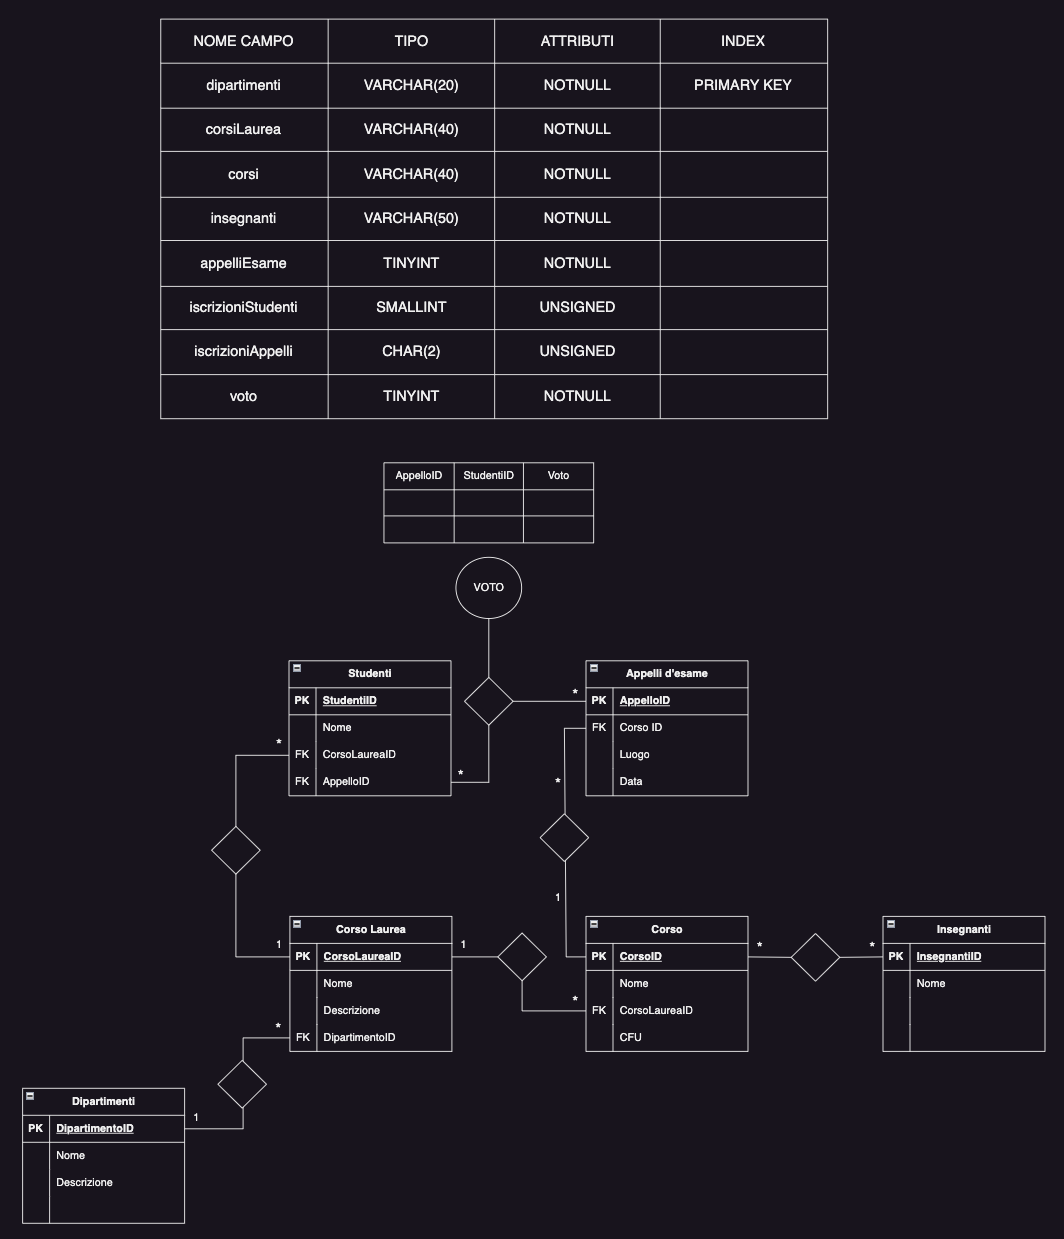 NOME CAMPO TIPO ATTRIBUTI INDEX
dipartimenti VARCHAR(20) NOTNULL PRIMARY KEY
corsiLaurea VARCHAR(40) NOTNULL
corsi VARCHAR(40) NOTNULL
insegnanti VARCHAR(50) NOTNULL
appelliEsame TINYINT NOTNULL
iscrizioniStudenti SMALLINT UNSIGNED
iscrizioniAppelli CHAR(2) UNSIGNED
voto TINYINT NOTNULL
AppelloID StudentiID Voto
VOTO
Studenti
PK StudentiID
Nome
FK CorsoLaureaID
FK AppelloID
Appelli d'esame
PK AppelloID
FK Corso ID
Luogo
Data
*
*
*
*
1
1
Corso Laurea
PK CorsoLaureaID
Nome
Descrizione
FK DipartimentoID
1
*
Corso
PK CorsoID
Nome
FK CorsoLaureaID
CFU
*
*
Insegnanti
PK InsegnantiID
Nome
*
1
Dipartimenti
PK DipartimentoID
Nome
Descrizione